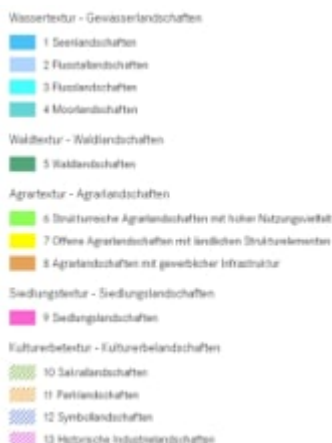 Wassertextur - Gewässerlandschaften
1 Seenlandschaften
2 Flusstallandschaften
3 Flusslandschaften
4 Moorlandschaften
Waldtextur - Waldlandschaften
5 Waldlandschaften
Agrartextur - Agrarlandschaften
6 Strukturreiche Agrarlandschaften mit hoher Nutzungsvielfalt
7 Offene Agrarlandschaften mit ländlichen Strukturelementen
8 Agrarlandschaften mit gewerblicher Infrastruktur
Siedlungstextur - Siedlungslandschaften
9 Siedlungslandschaften
Kulturerbetextur - Kulturerbelandschaften
10 Sakrallandschaften
11 Parklandschaften
12 Symbollandschaften
13 Historische Industrielandschaften